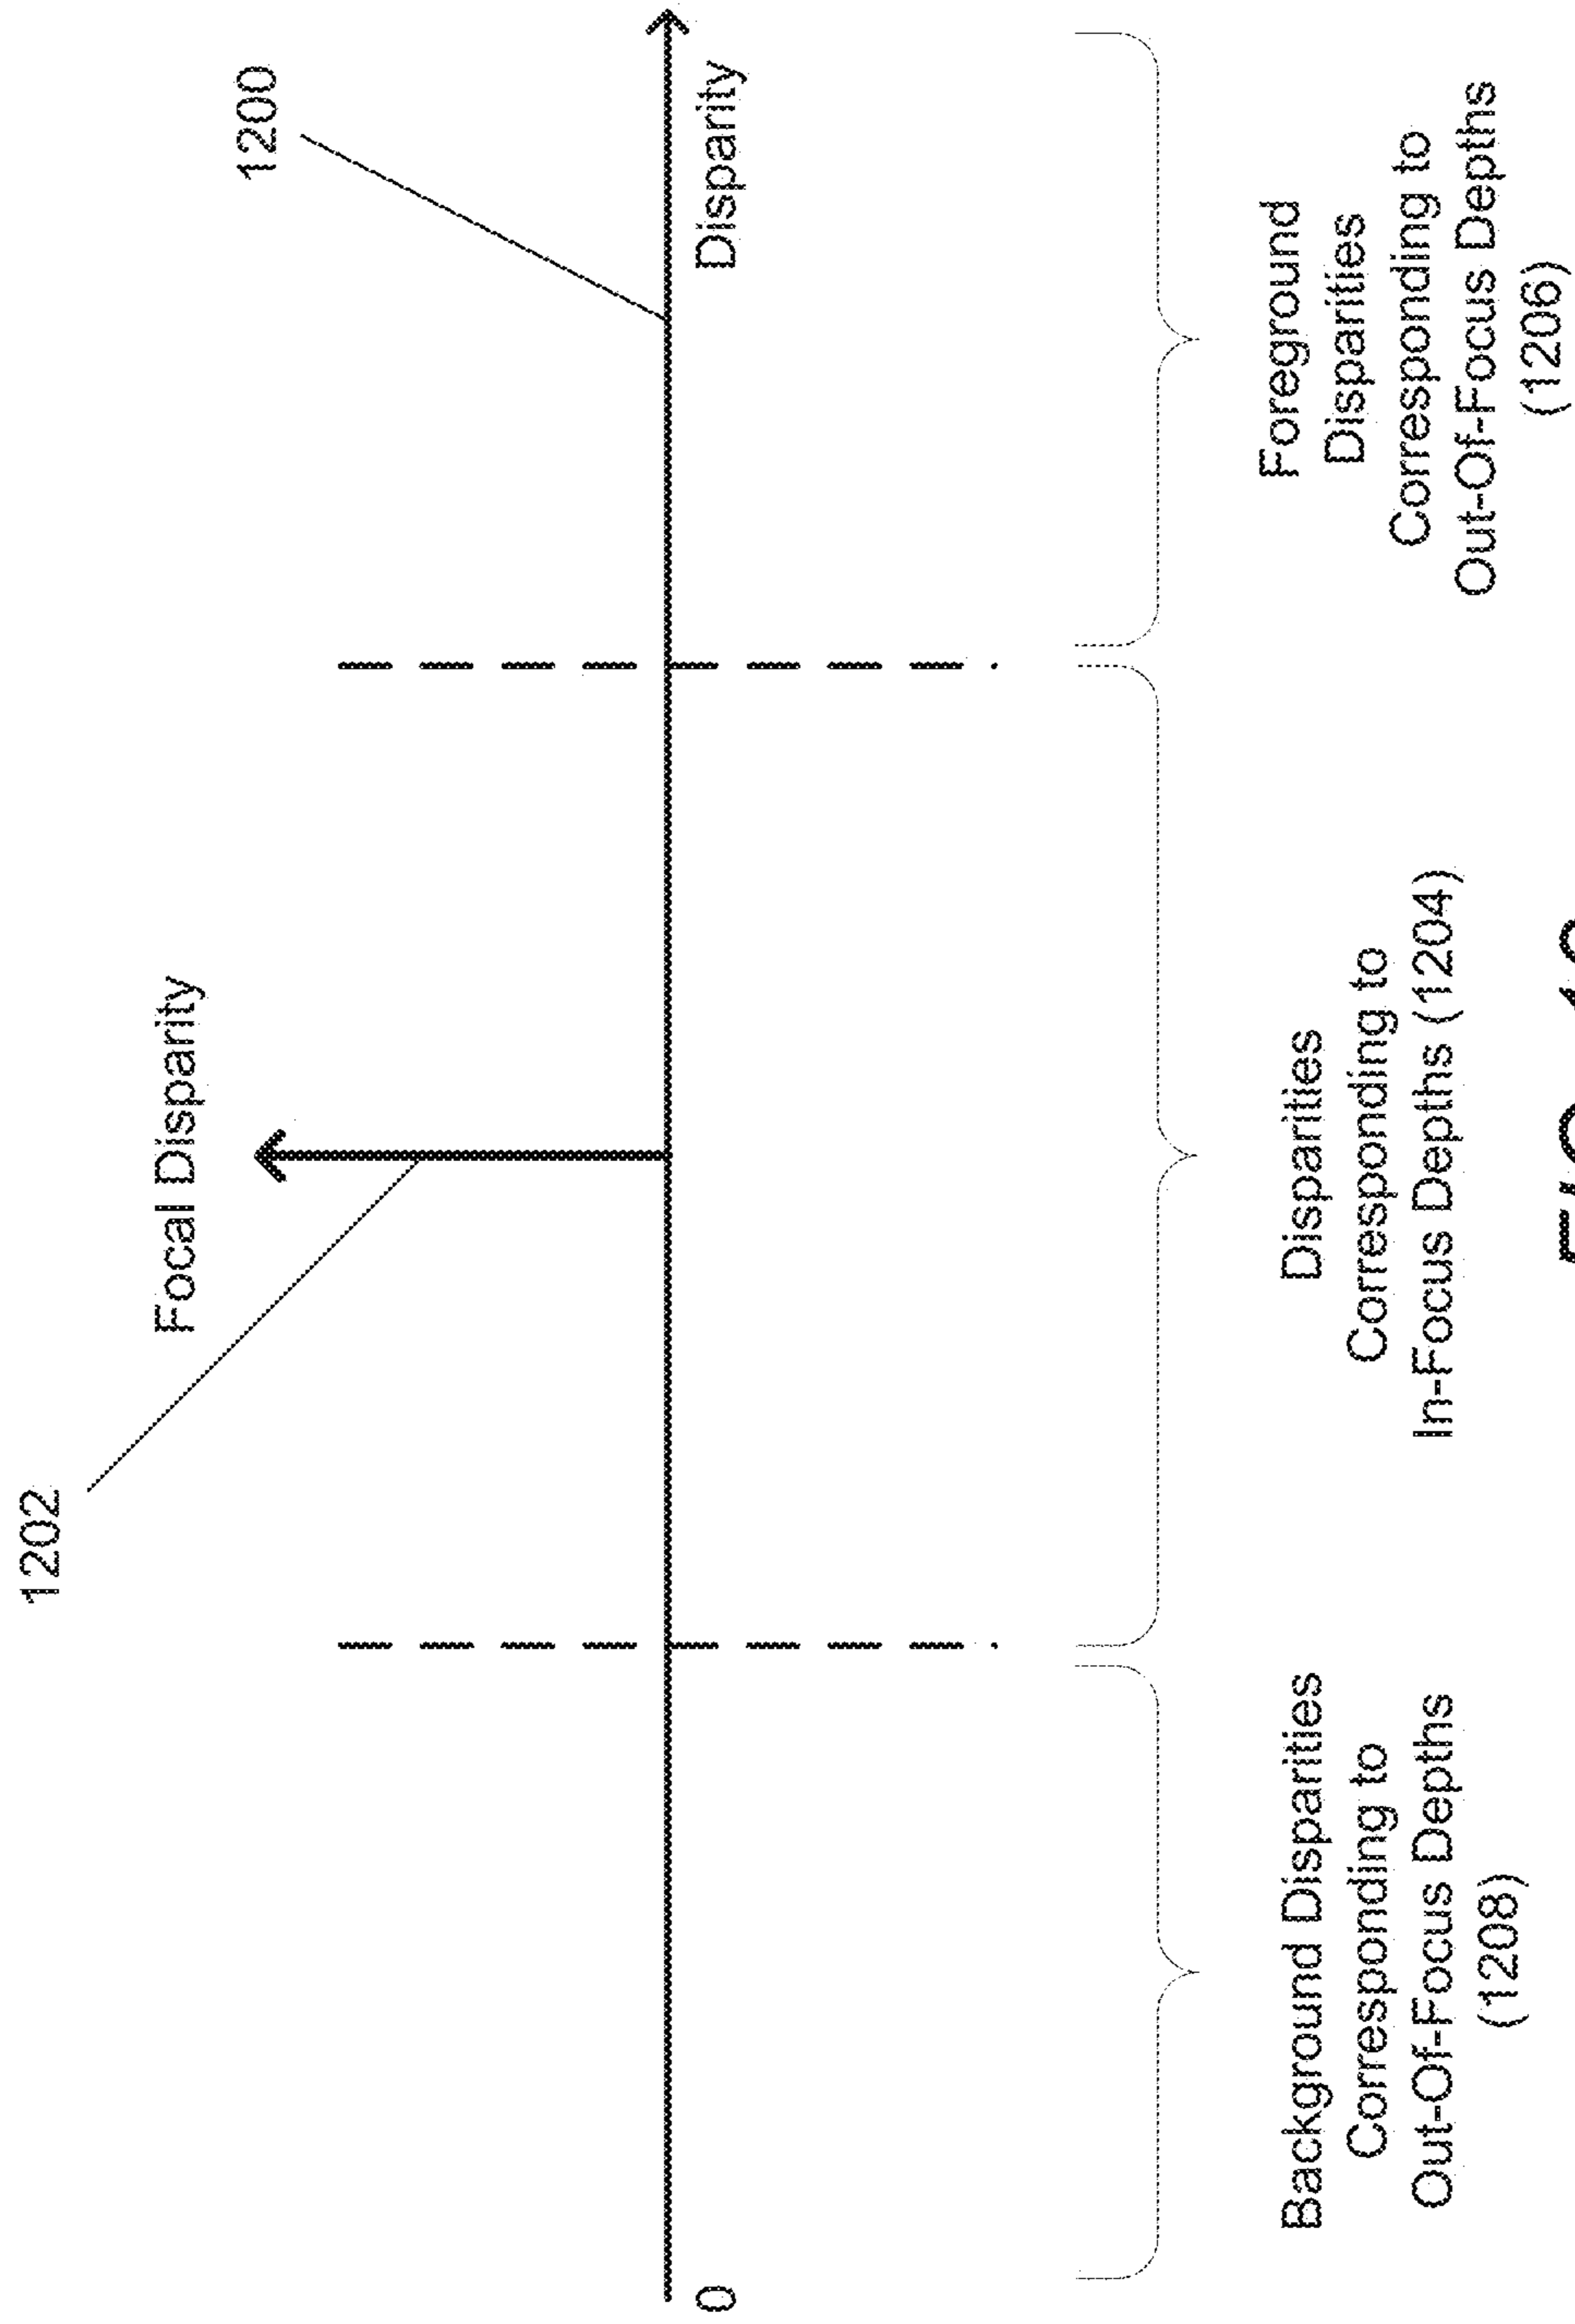 1202
Focal Disparity
1200
0
Disparity
Background Disparities
Corresponding to
Out-Of-Focus Depths
(1208)
Disparities
Corresponding to
In-Focus Depths (1204)
Foreground
Disparities
Corresponding to
Out-Of-Focus Depths
(1206)